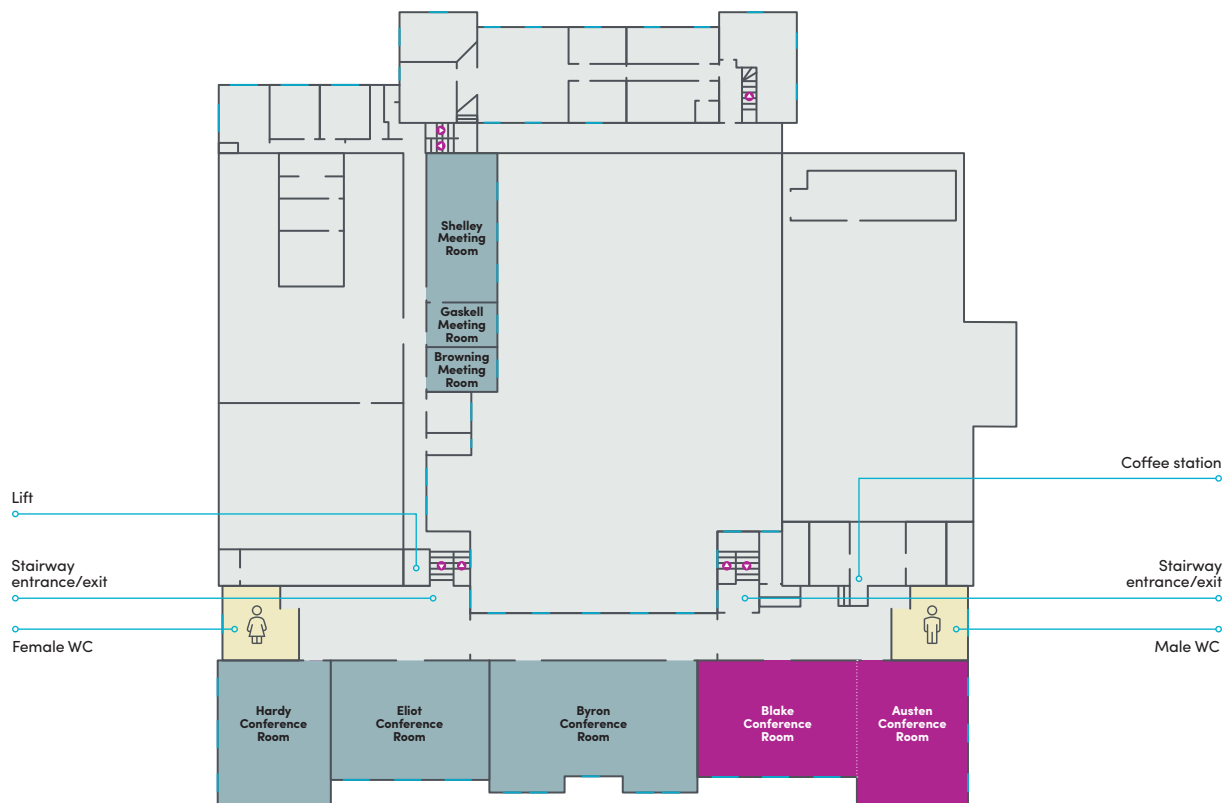 Shelley
Meeting
Room
Gaskell
Meeting
Room
Browning
Meeting
Room
Coffee station
Lift
Stairway
entrance/exit
Stairway
entrance/exit
Female WC
Male WC
Hardy
Conference
Room
Eliot
Conference
Room
Byron
Conference
Room
Blake
Conference
Room
Austen
Conference
Room